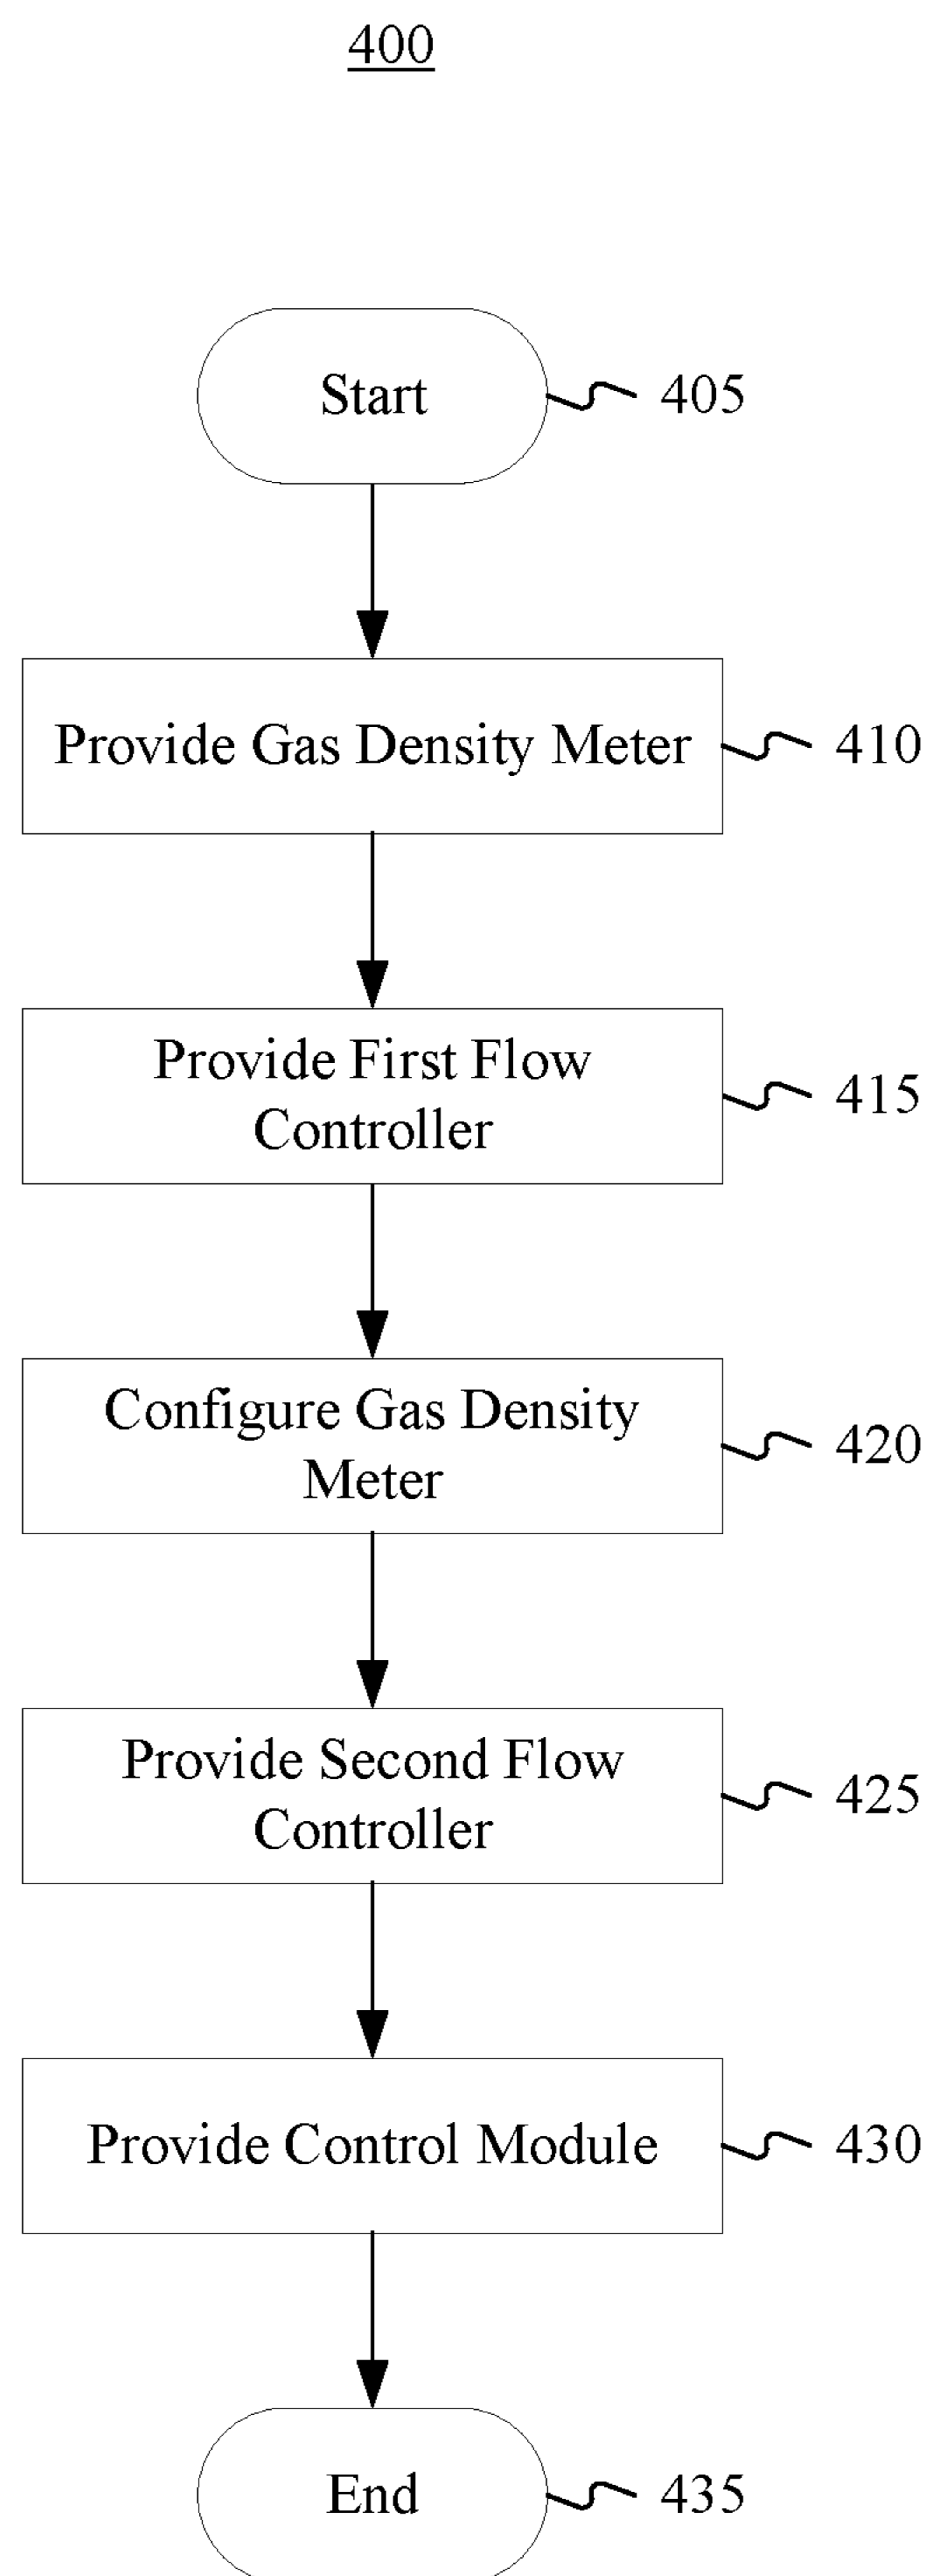 400
Start
405
Provide Gas Density Meter
410
Provide First Flow
Controller
415
Configure Gas Density
Meter
420
Provide Second Flow
Controller
425
Provide Control Module
430
End
435